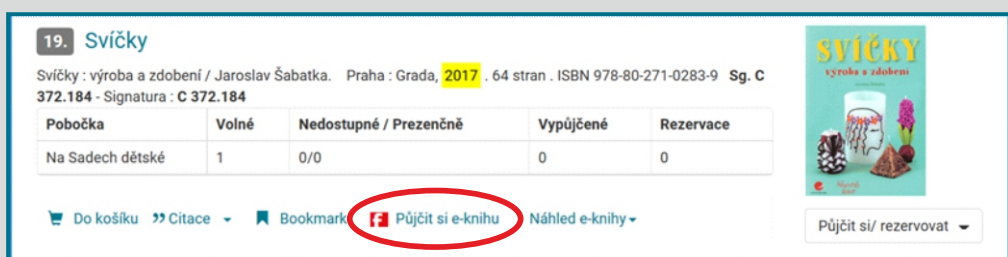 19. Svíčky
Svíčky : výroba a zdobení / Jaroslav Šabatka. Praha : Grada, 2017 . 64 stran . ISBN 978-80-271-0283-9 Sg. C
372.184 - Signatura : C 372.184
Pobočka Volné Nedostupné / Prezenčně Vypůjčené Rezervace
Na Sadech dětské 1 0/0 0 0
Do košíku Citace Bookmark Půjčit si e-knihu Náhled e-knihy
SVÍČKY
výroba a zdobení
Půjčit si/ rezervovat